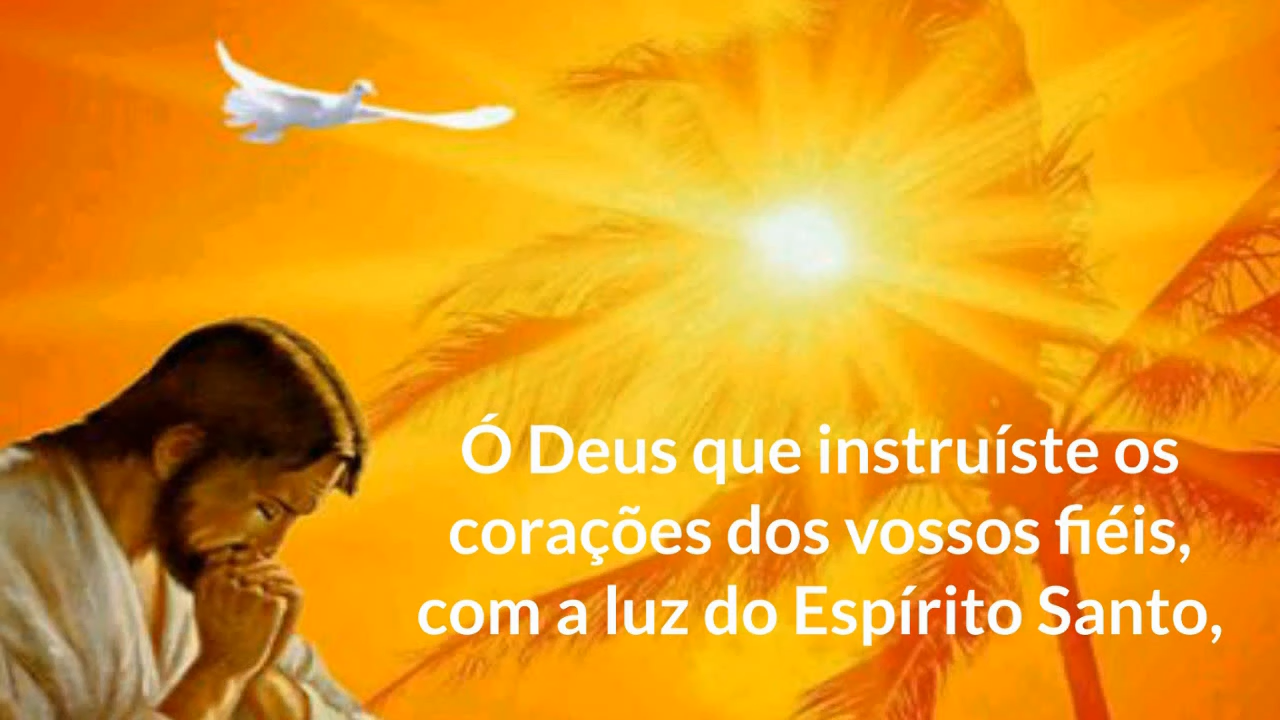 Ó Deus que instruíste os
corações dos vossos fiéis,
com a luz do Espírito Santo,